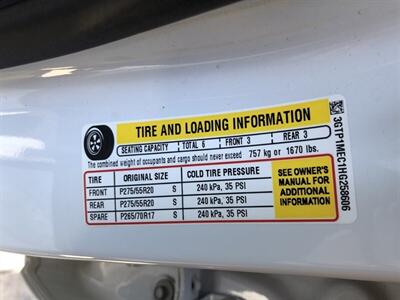 TIRE AND LOADING INFORMATION
SEATING CAPACITY TOTAL 6 FRONT 3 REAR 3
The combined weight of occupants and cargo should never exceed 757 kg or 1670 lbs.
TIRE ORIGINAL SIZE COLD TIRE PRESSURE
FRONT P275/55R20 S 240 kPa, 35 PSI
REAR P275/55R20 S 240 kPa, 35 PSI
SPARE P265/70R17 S 240 kPa, 35 PSI
SEE OWNER'S
MANUAL FOR
ADDITIONAL
INFORMATION
3GTP1MEC1HG258606